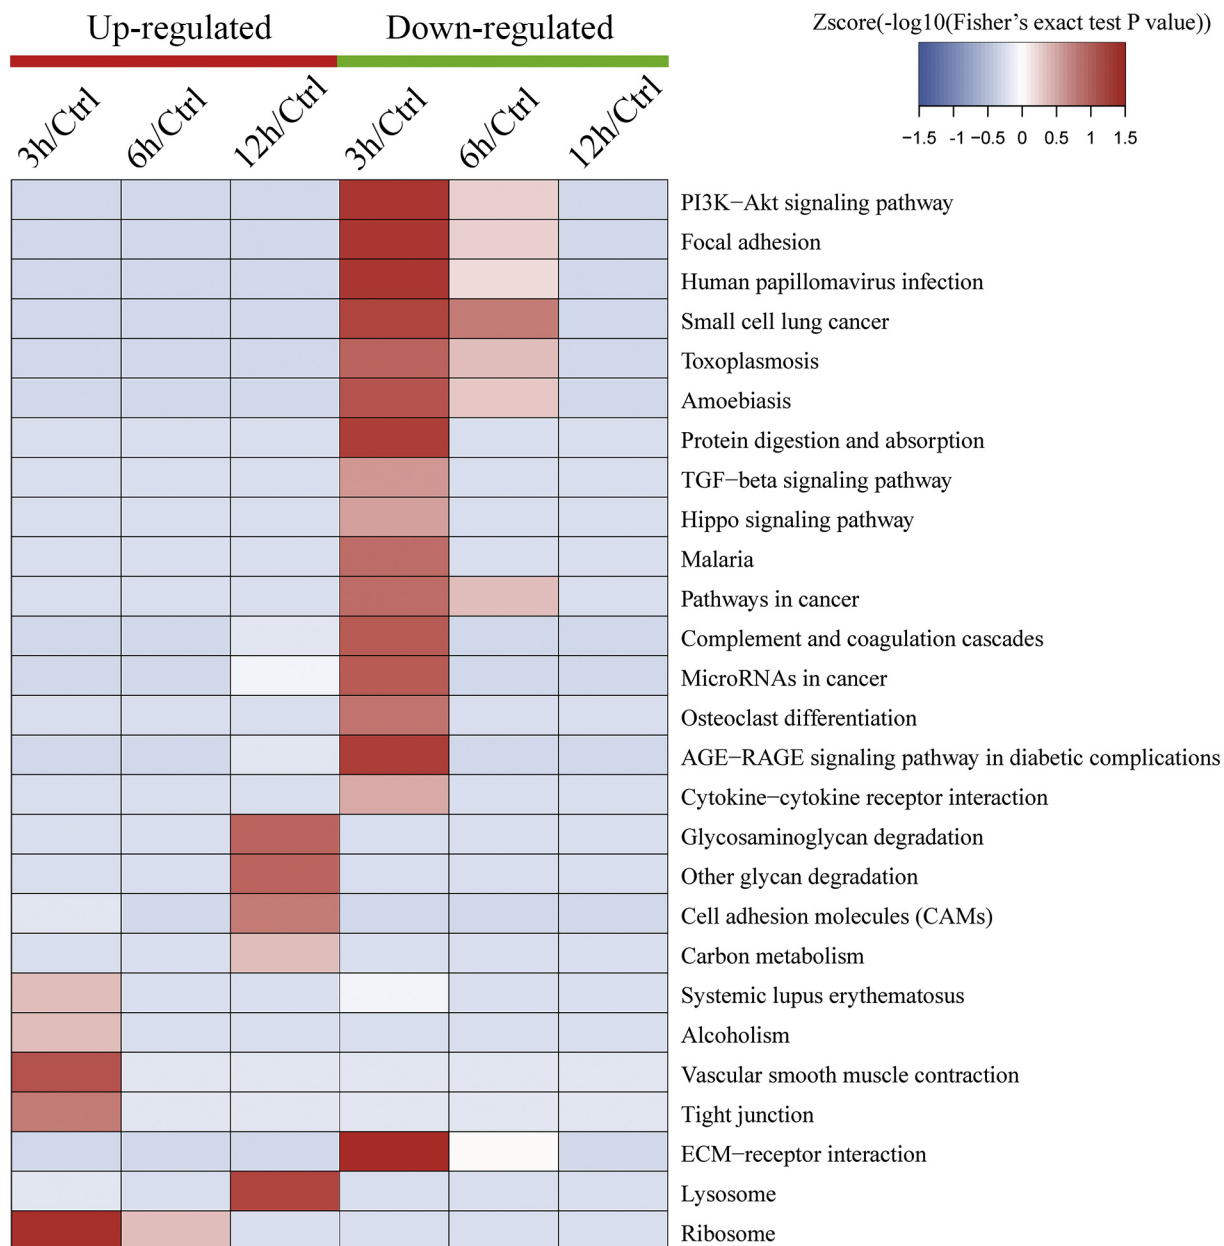 Up-regulated Down-regulated
Zscore(-log10(Fisher’s exact test P value))
−1.5 -1 −0.5 0 0.5 1 1.5
3h/Ctrl 6h/Ctrl 12h/Ctrl 3h/Ctrl 6h/Ctrl 12h/Ctrl
PI3K−Akt signaling pathway
Focal adhesion
Human papillomavirus infection
Small cell lung cancer
Toxoplasmosis
Amoebiasis
Protein digestion and absorption
TGF−beta signaling pathway
Hippo signaling pathway
Malaria
Pathways in cancer
Complement and coagulation cascades
MicroRNAs in cancer
Osteoclast differentiation
AGE−RAGE signaling pathway in diabetic complications
Cytokine−cytokine receptor interaction
Glycosaminoglycan degradation
Other glycan degradation
Cell adhesion molecules (CAMs)
Carbon metabolism
Systemic lupus erythematosus
Alcoholism
Vascular smooth muscle contraction
Tight junction
ECM−receptor interaction
Lysosome
Ribosome